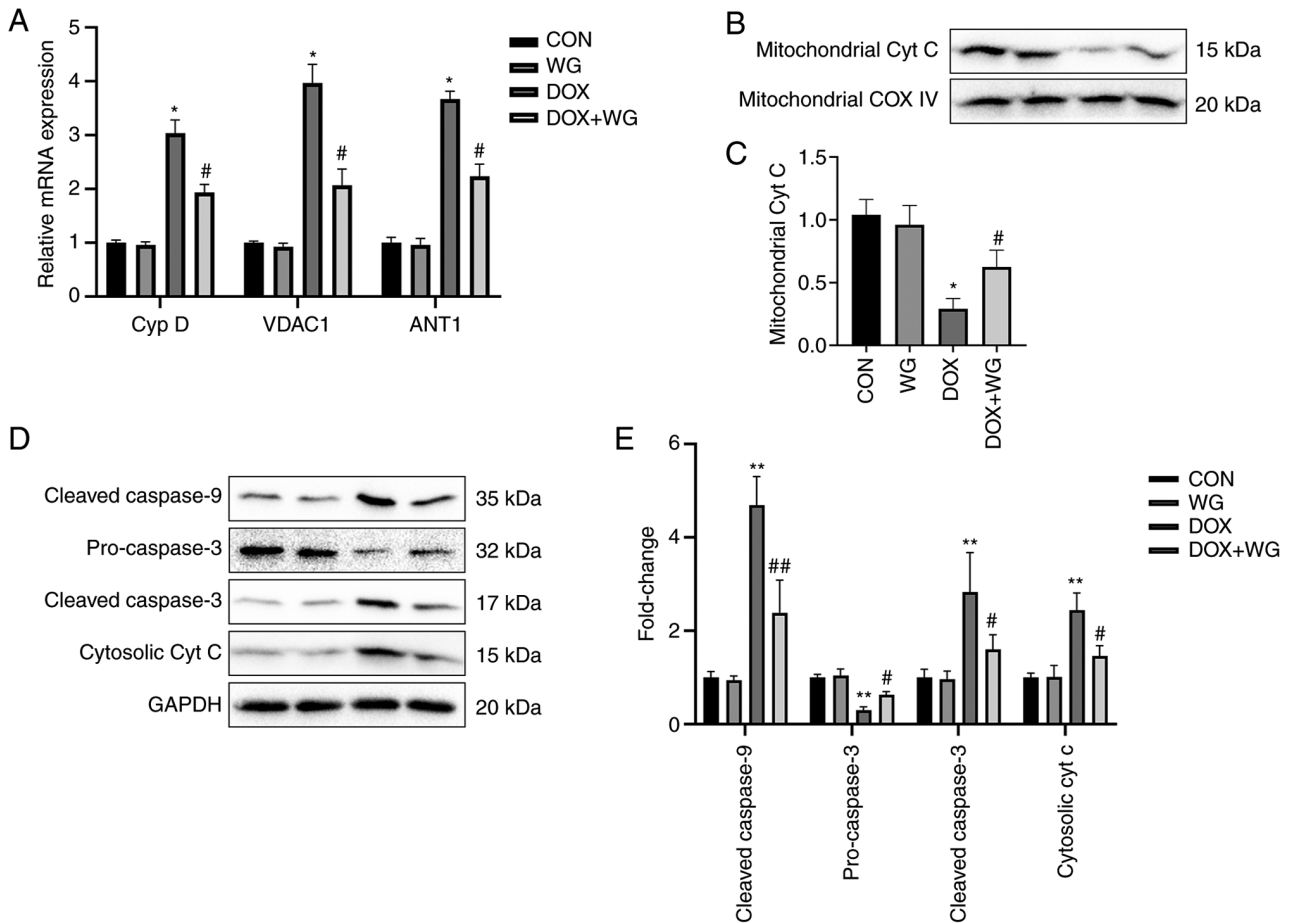 A
Relative mRNA expression
5
4
3
2
1
0
*
#
*
#
*
#
Cyp D
VDAC1
ANT1
CON
WG
DOX
DOX+WG
B
Mitochondrial Cyt C
15 kDa
Mitochondrial COX IV
20 kDa
C
Mitochondrial Cyt C
1.5
1.0
0.5
0.0
*
#
CON
WG
DOX
DOX+WG
D
Cleaved caspase-9
35 kDa
Pro-caspase-3
32 kDa
Cleaved caspase-3
17 kDa
Cytosolic Cyt C
15 kDa
GAPDH
20 kDa
E
Fold-change
6
4
2
0
**
##
**
#
**
#
**
#
Cleaved caspase-9
Pro-caspase-3
Cleaved caspase-3
Cytosolic cyt c
CON
WG
DOX
DOX+WG